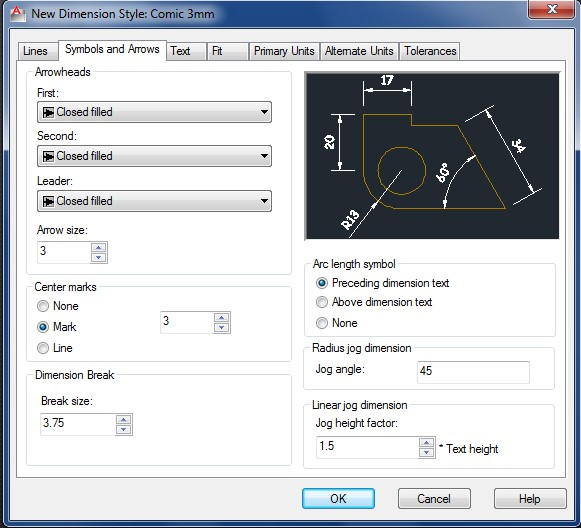 New Dimension Style: Comic 3mm
Lines
Symbols and Arrows
Text
Fit
Primary Units
Alternate Units
Tolerances
Arrowheads
First:
Closed filled
Second:
Closed filled
Leader:
Closed filled
Arrow size:
3
Center marks
None
Mark
3
Line
Dimension Break
Break size:
3.75
17
20
60°
R13
Arc length symbol
Preceding dimension text
Above dimension text
None
Radius jog dimension
Jog angle:
45
Linear jog dimension
Jog height factor:
1.5
* Text height
OK
Cancel
Help